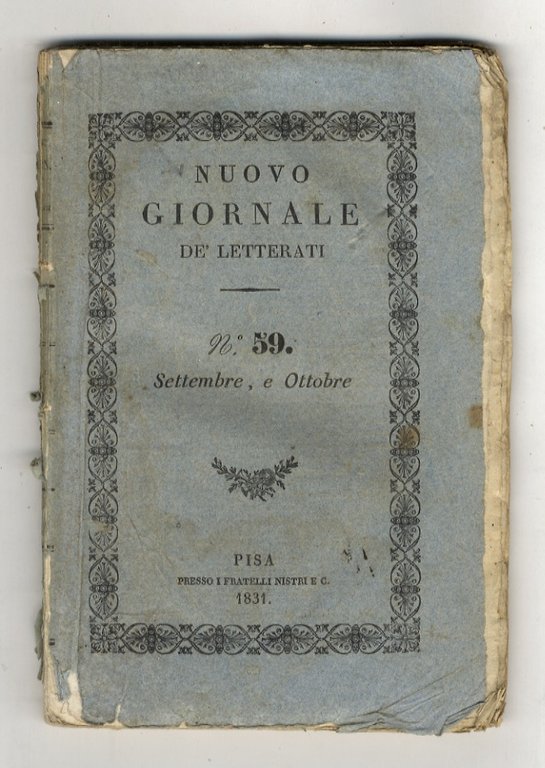 NUOVO
GIORNALE
DE' LETTERATI
N.° 59.
Settembre, e Ottobre
PISA
PRESSO I FRATELLI NISTRI E C.
1831.